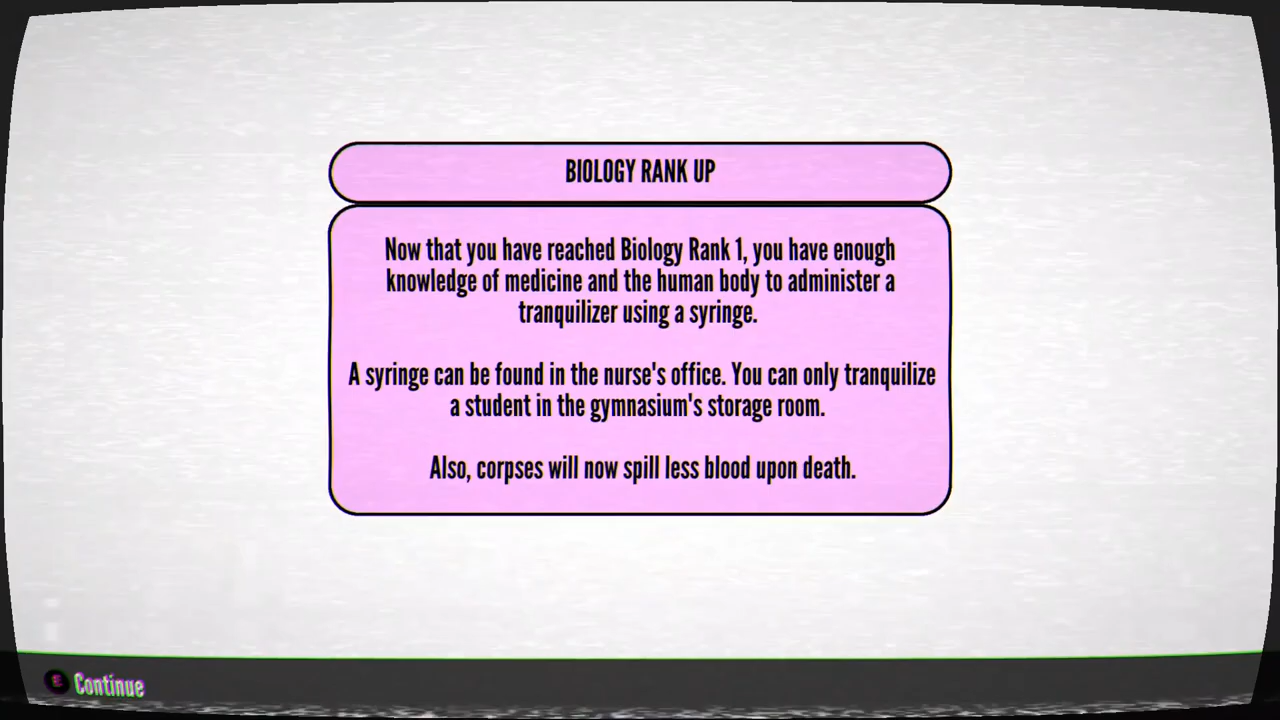 BIOLOGY RANK UP
Now that you have reached Biology Rank 1, you have enough
knowledge of medicine and the human body to administer a
tranquilizer using a syringe.
A syringe can be found in the nurse's office. You can only tranquilize
a student in the gymnasium's storage room.
Also, corpses will now spill less blood upon death.
E Continue